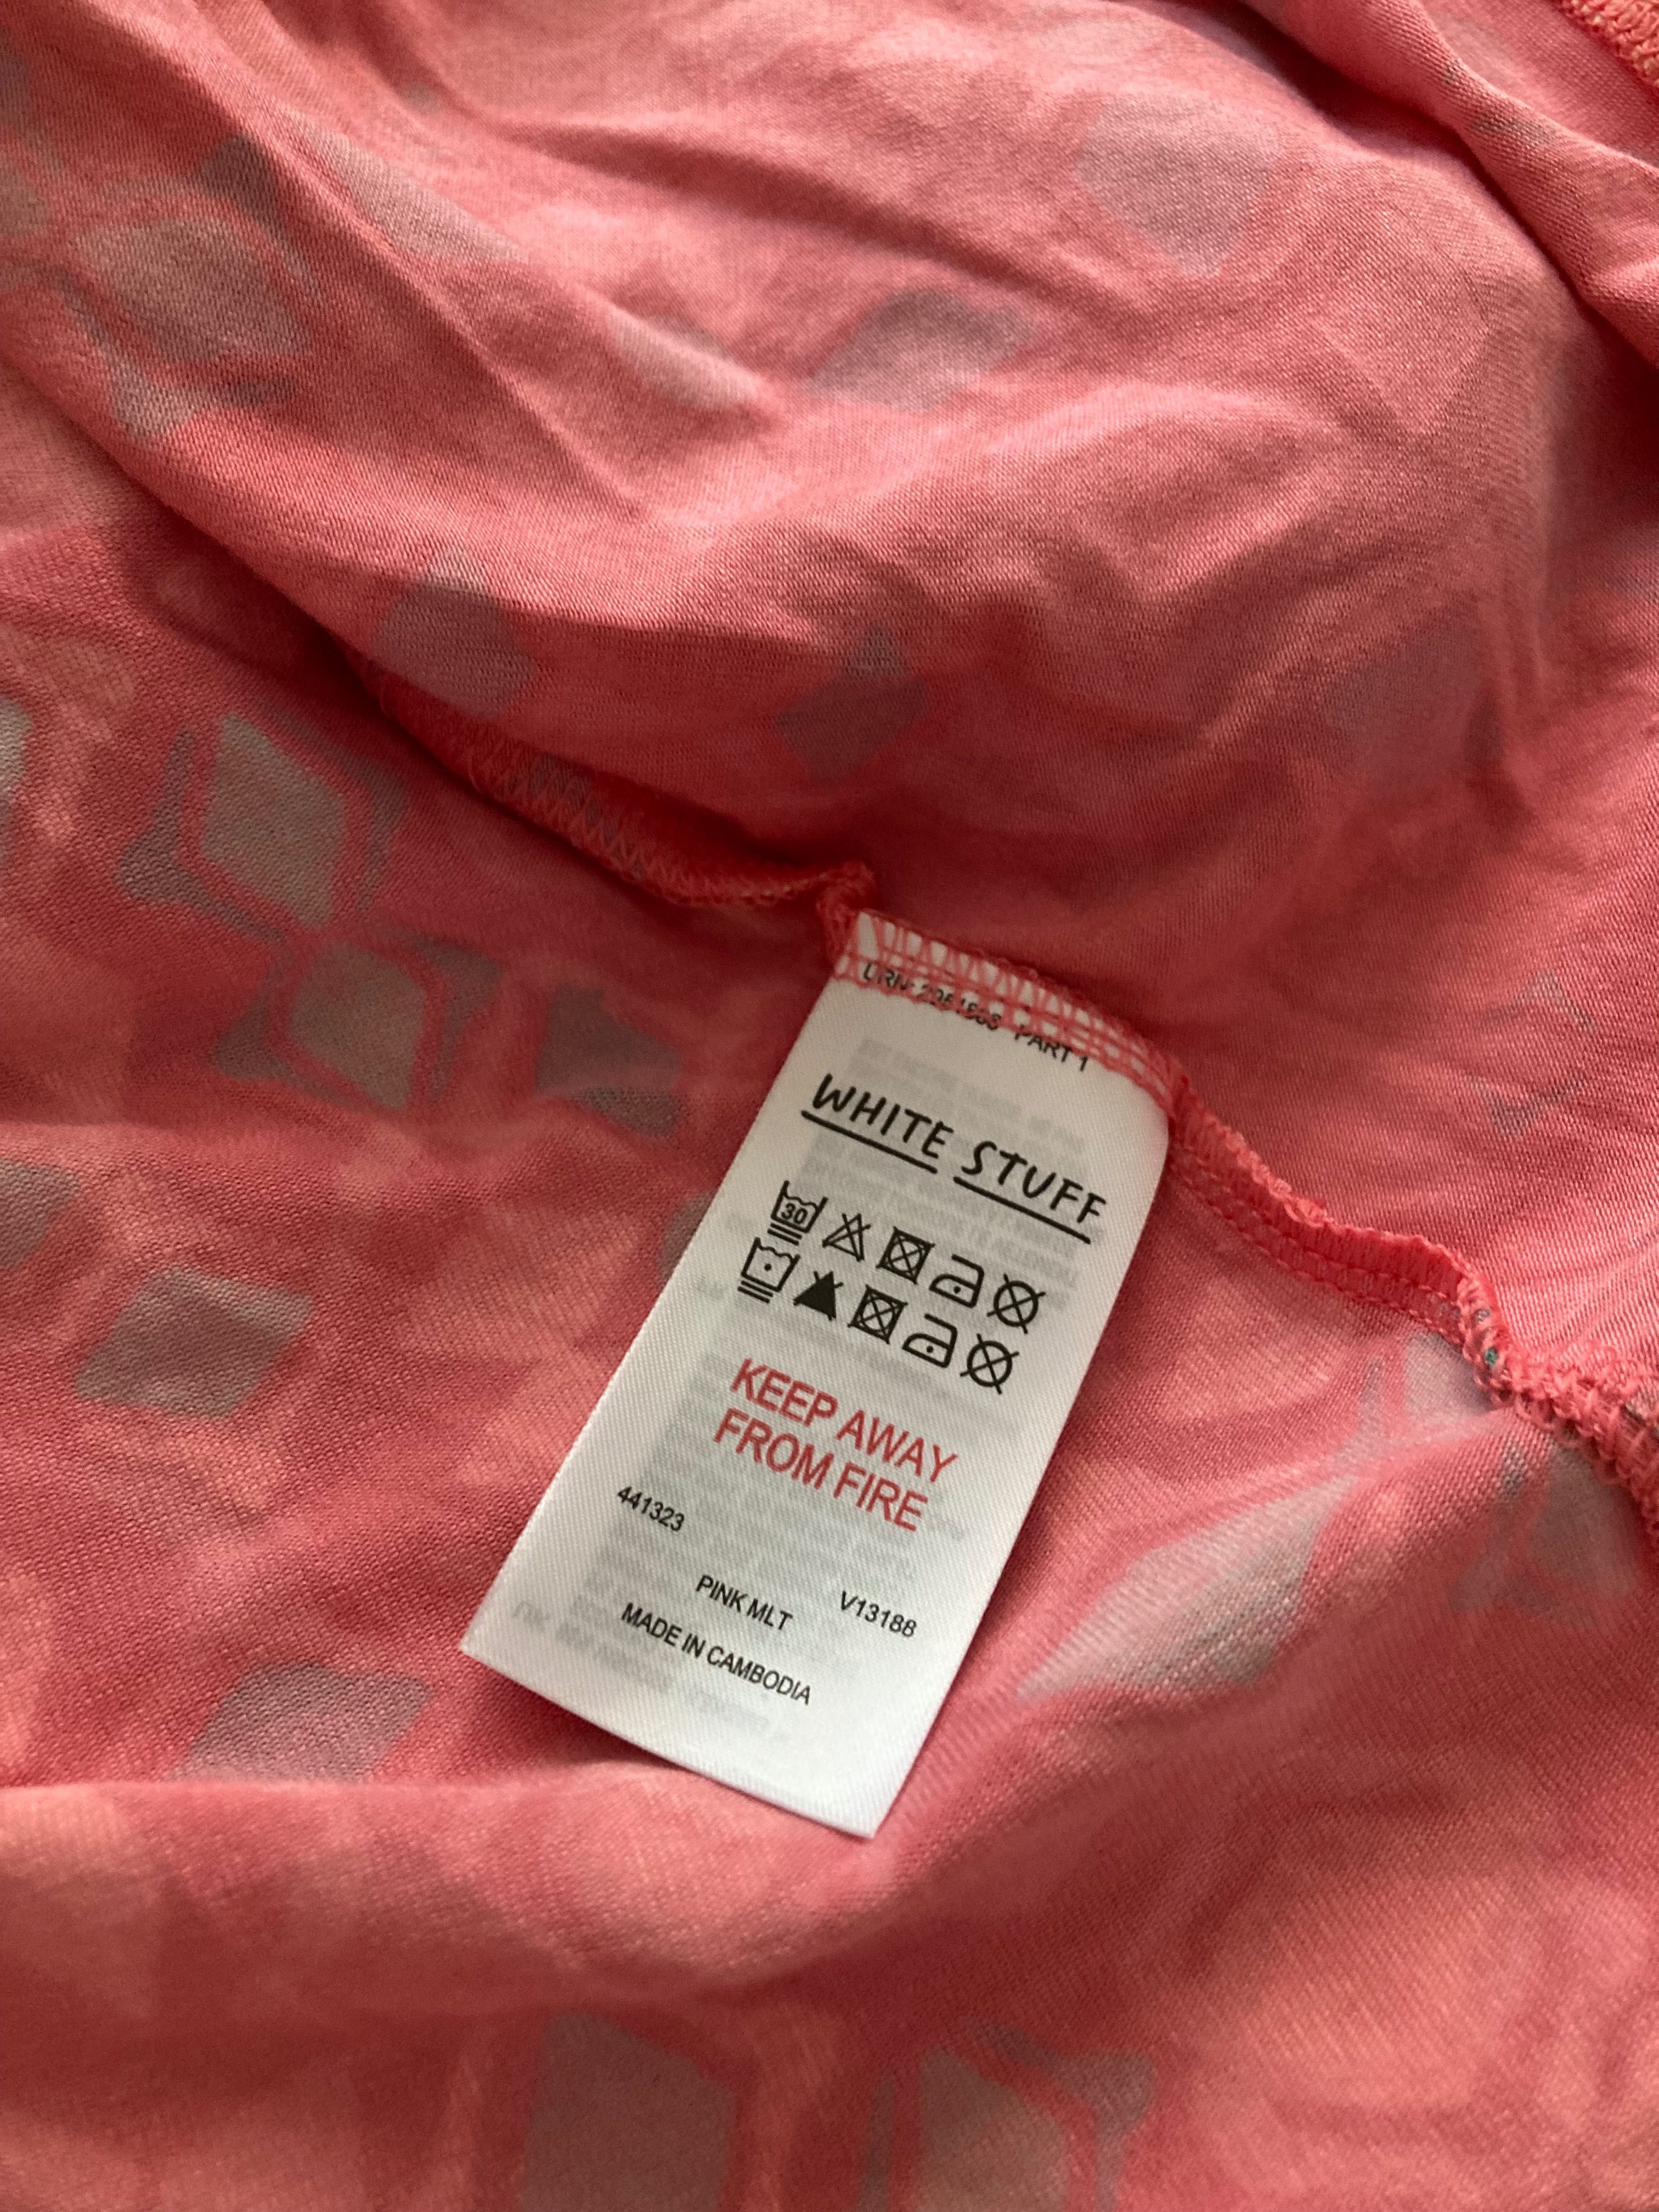 PART 1
WHITE STUFF
30
KEEP AWAY
FROM FIRE
441323
PINK MLT V13188
MADE IN CAMBODIA